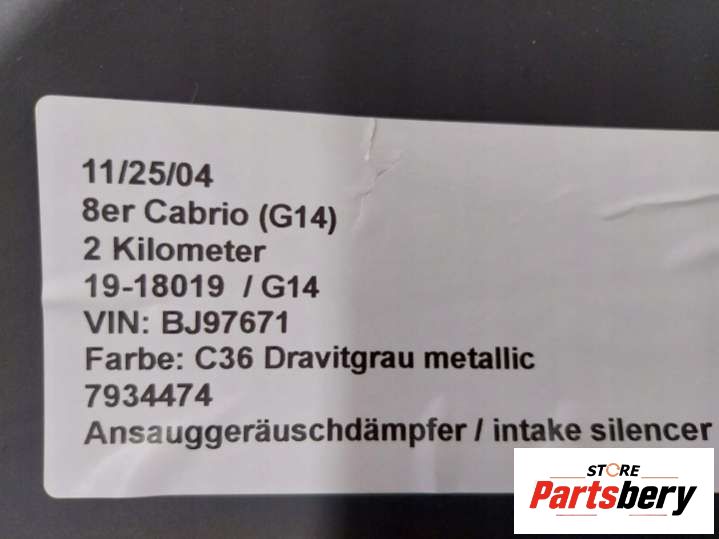 11/25/04
8er Cabrio (G14)
2 Kilometer
19-18019 / G14
VIN: BJ97671
Farbe: C36 Dravitgrau metallic
7934474
Ansauggeräuschdämpfer / intake silencer
STORE
Partsbery